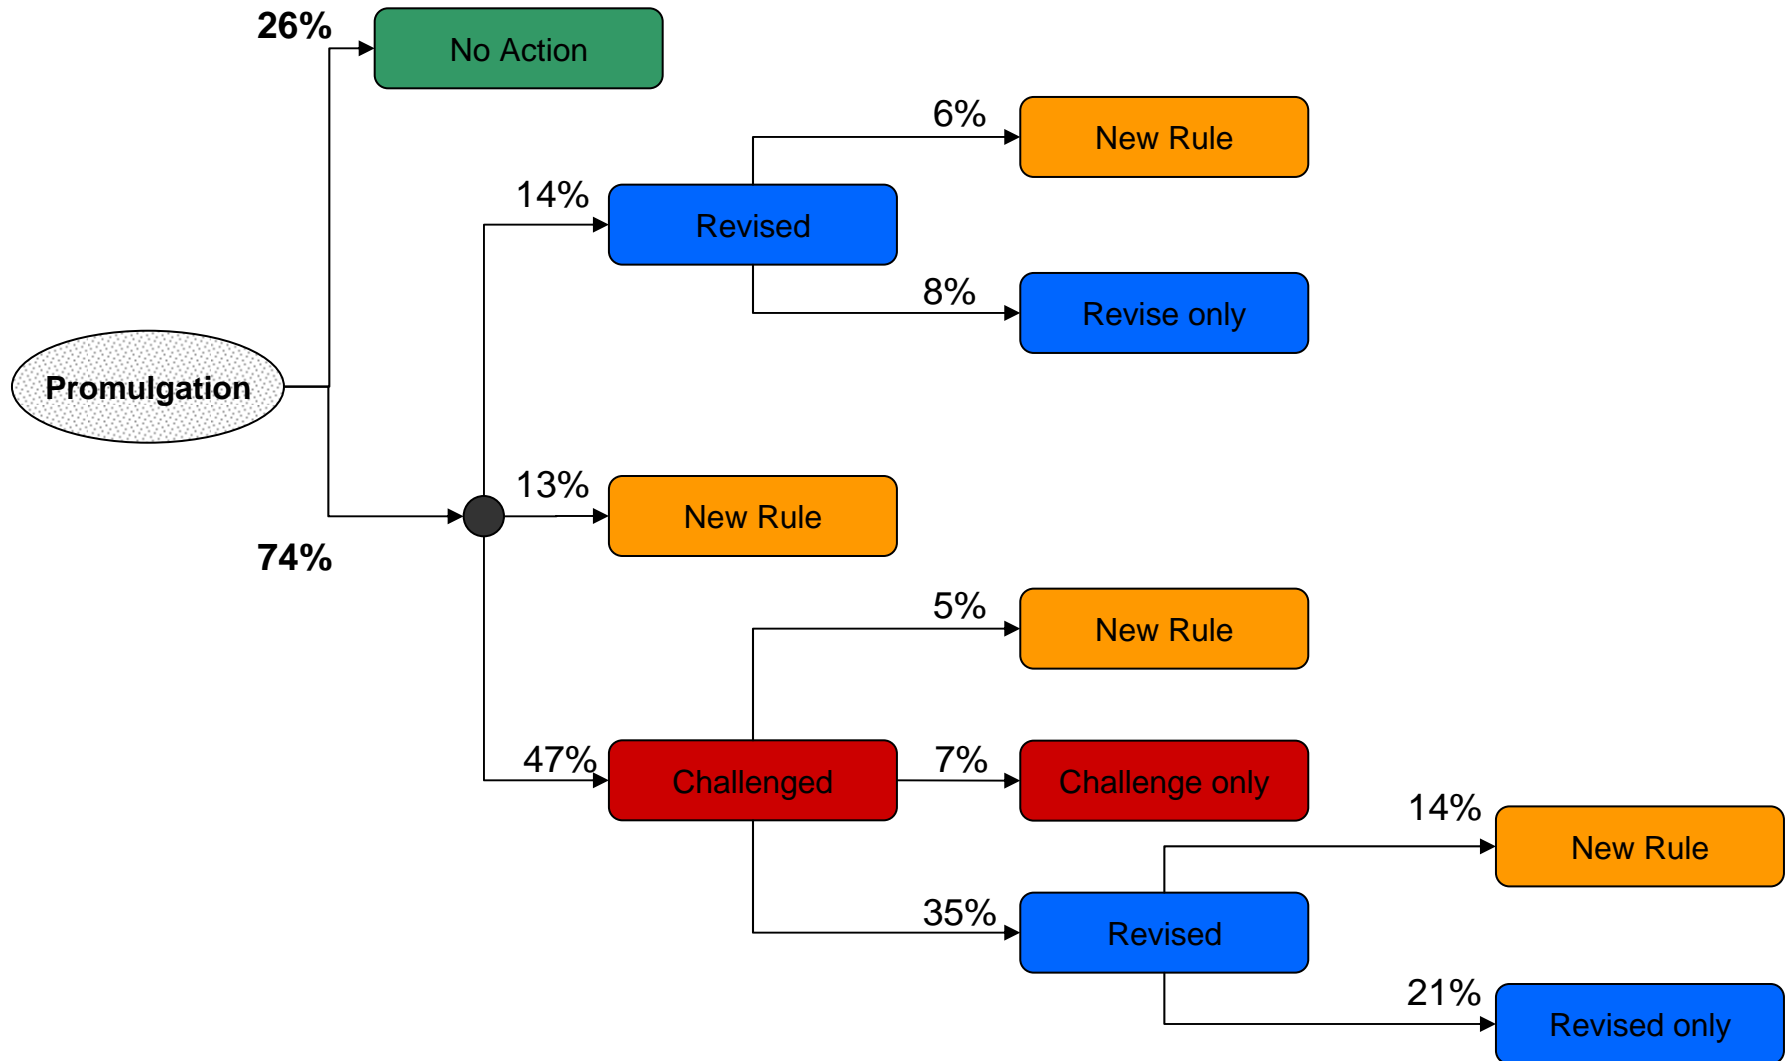 26%
No Action
6%
New Rule
14%
Revised
8%
Revise only
Promulgation
13%
New Rule
74%
5%
New Rule
47%
Challenged
7%
Challenge only
14%
New Rule
35%
Revised
21%
Revised only